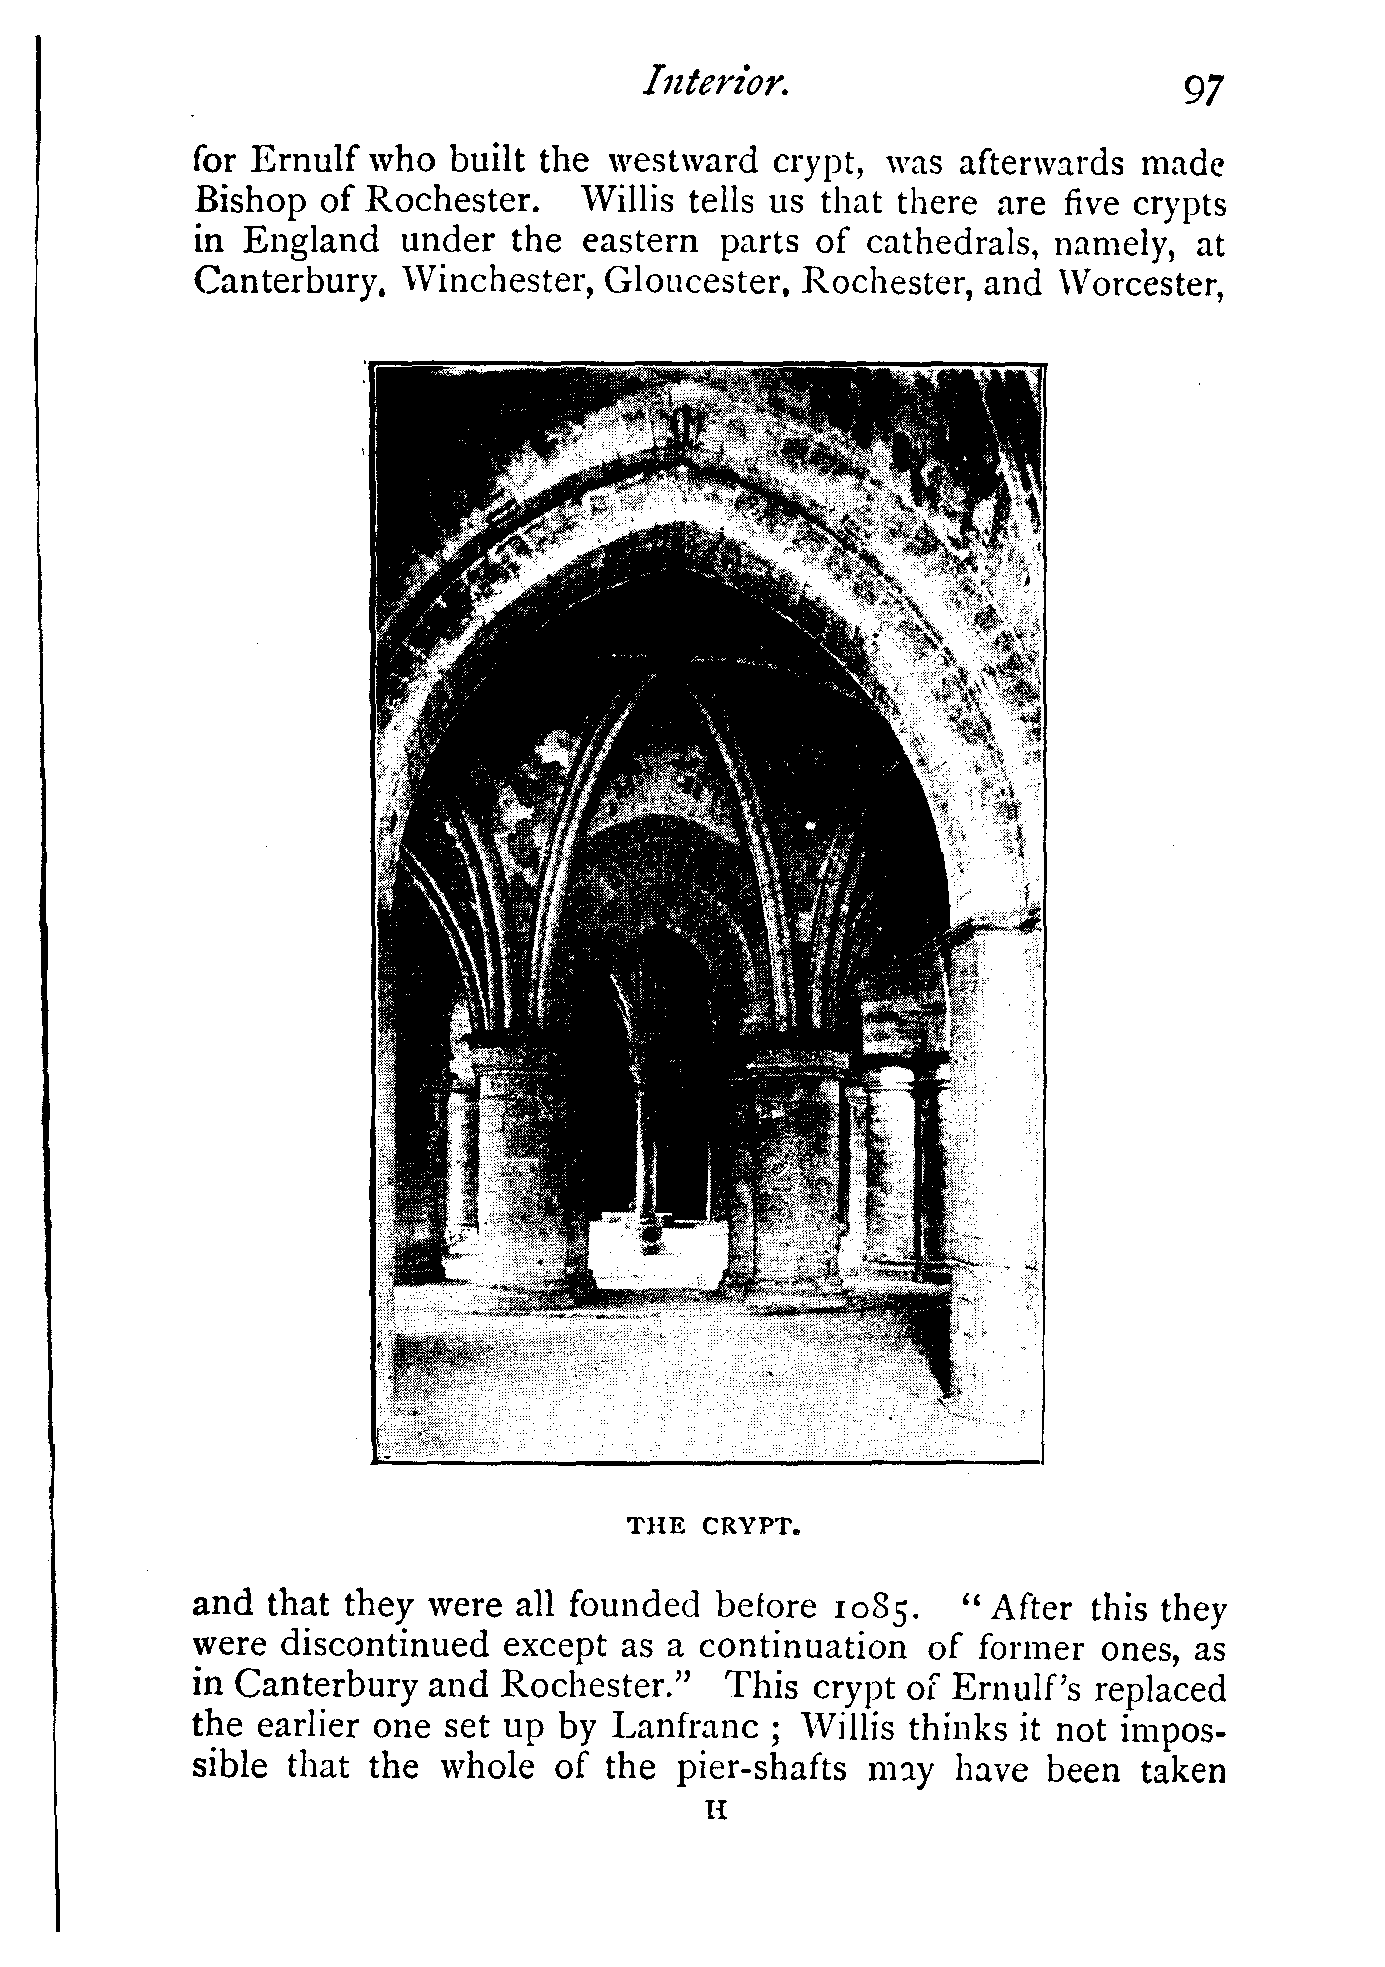 Interior. 97
for Ernulf who built the westward crypt, was afterwards made
Bishop of Rochester. Willis tells us that there are five crypts
in England under the eastern parts of cathedrals, namely, at
Canterbury, Winchester, Gloucester, Rochester, and Worcester,
THE CRYPT.
and that they were all founded before 1085. “ After this they
were discontinued except as a continuation of former ones, as
in Canterbury and Rochester.” This crypt of Ernulf's replaced
the earlier one set up by Lanfranc ; Willis thinks it not impos-
sible that the whole of the pier-shafts may have been taken
H